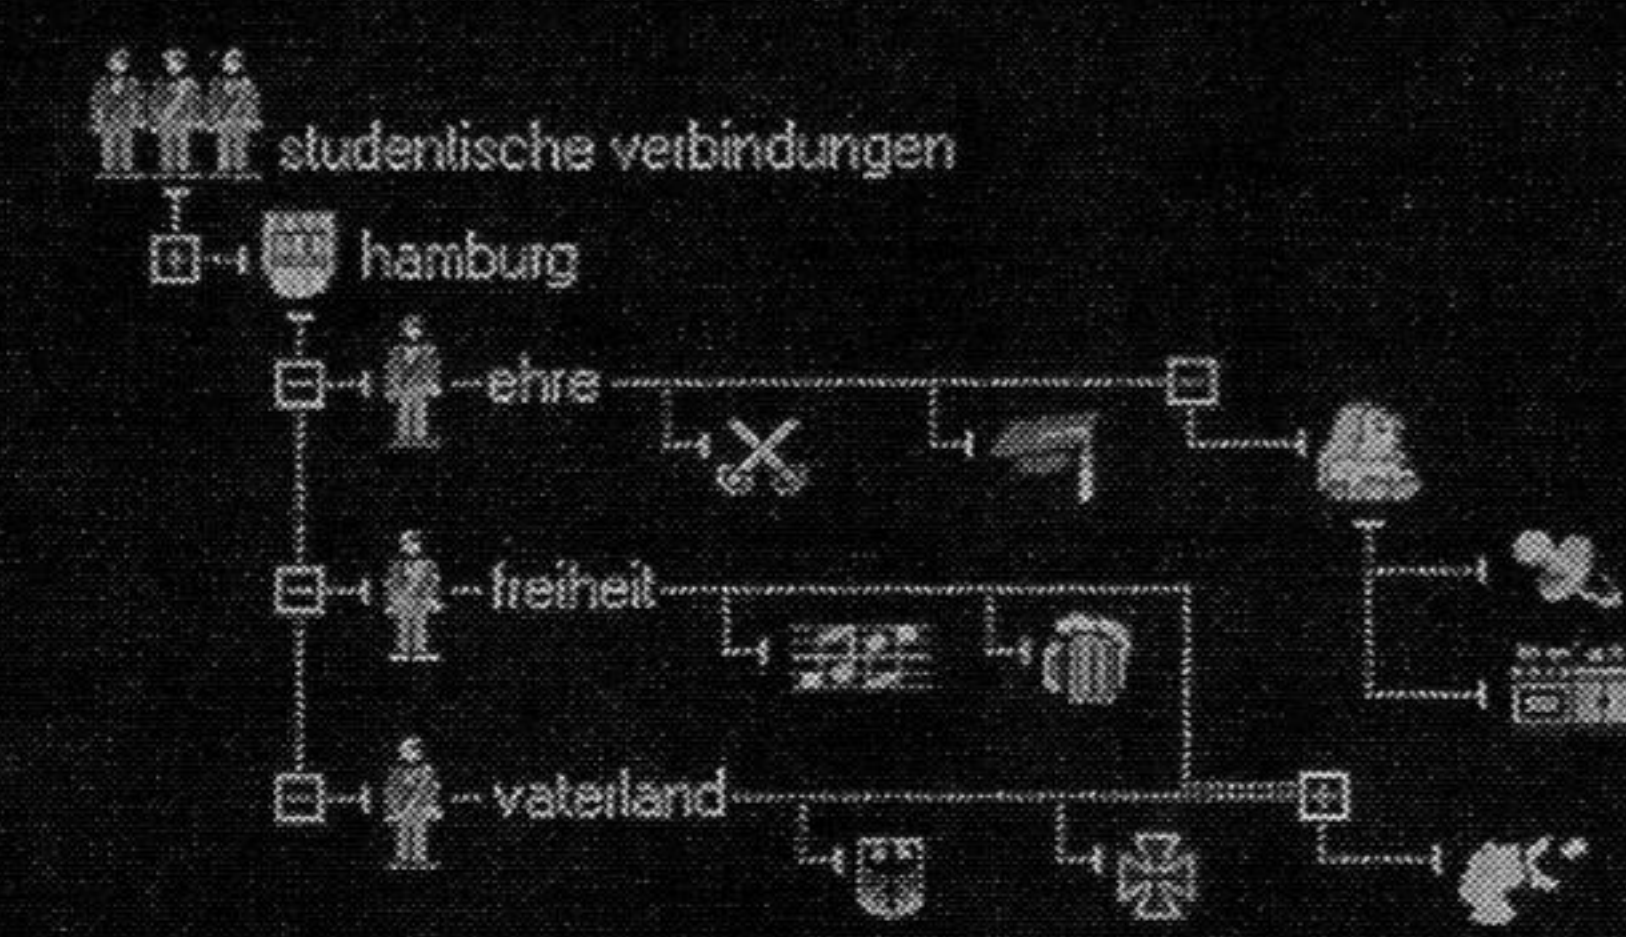 studentische verbindungen
hamburg
ehre
freiheit
vaterland